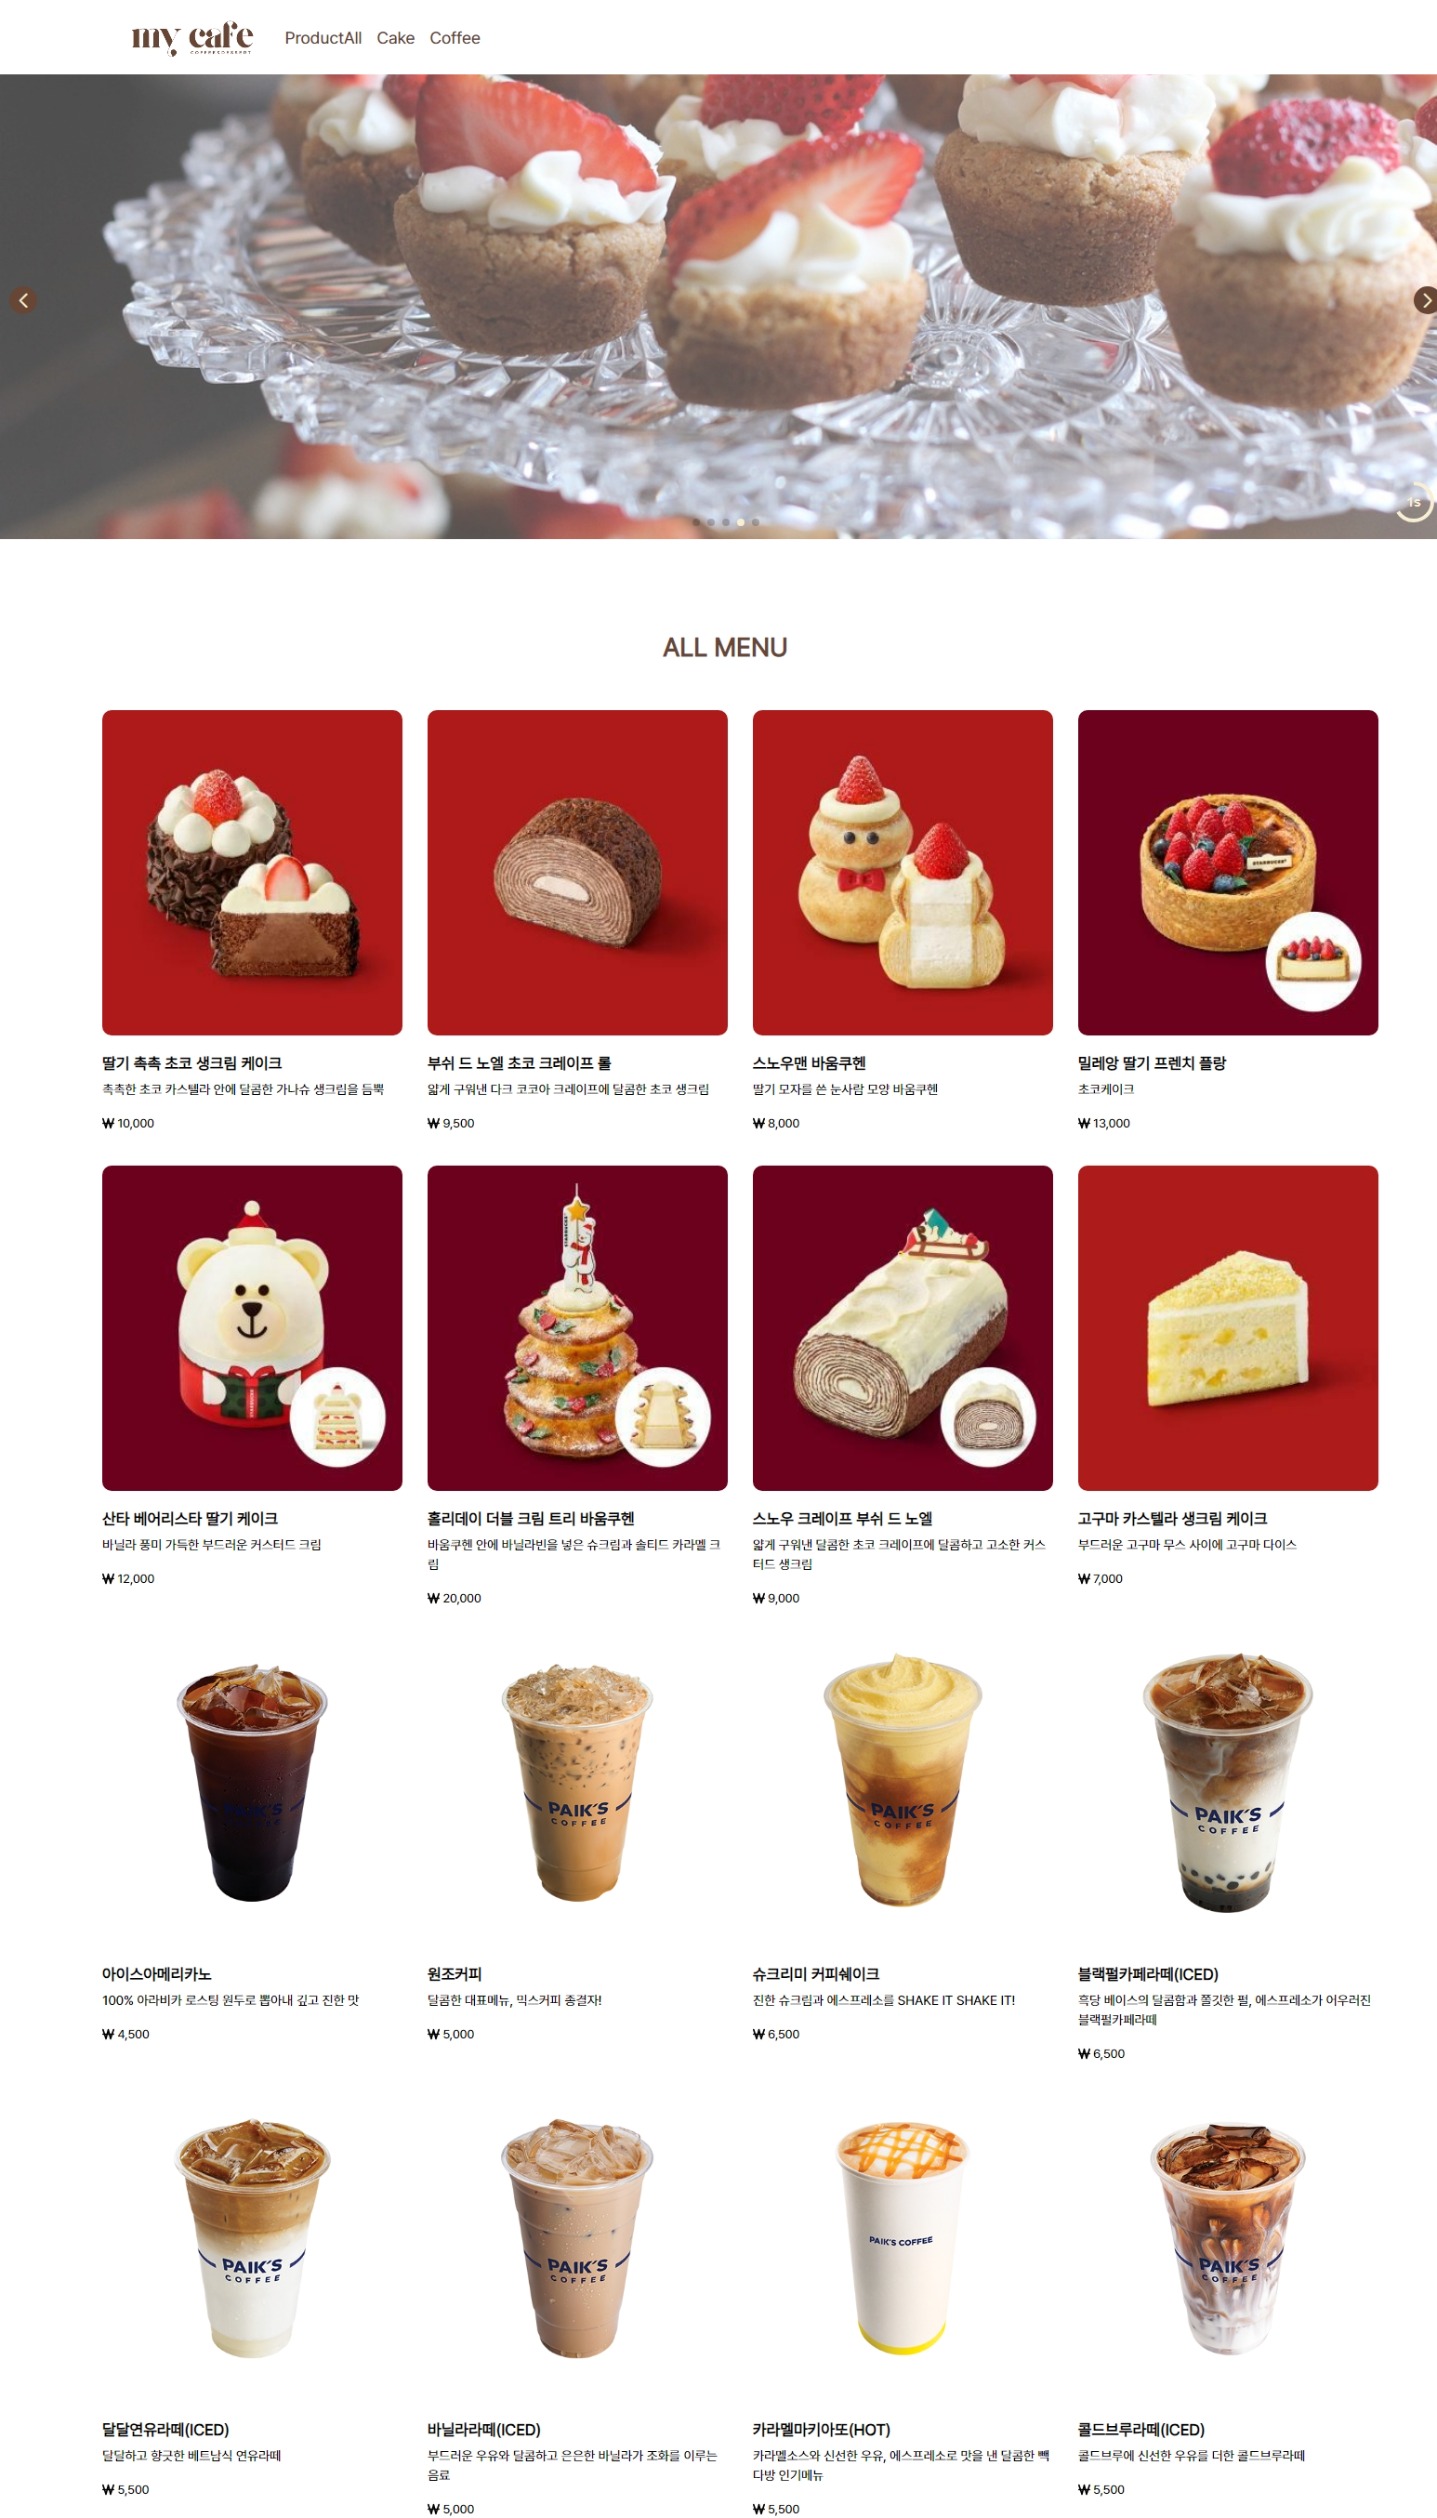 my cafe
COFFEE&DESSERT
ProductAll Cake Coffee
1s
ALL MENU
딸기 촉촉 초코 생크림 케이크
촉촉한 초코 카스텔라 안에 달콤한 가나슈 생크림을 듬뿍
₩ 10,000
부쉬 드 노엘 초코 크레이프 롤
얇게 구워낸 다크 코코아 크레이프에 달콤한 초코 생크림
₩ 9,500
스노우맨 바움쿠헨
딸기 모자를 쓴 눈사람 모양 바움쿠헨
₩ 8,000
STARBUCKS
밀레앙 딸기 프렌치 플랑
초코케이크
₩ 13,000
산타 베어리스타 딸기 케이크
바닐라 풍미 가득한 부드러운 커스터드 크림
₩ 12,000
홀리데이 더블 크림 트리 바움쿠헨
바움쿠헨 안에 바닐라빈을 넣은 슈크림과 솔티드 카라멜 크
림
₩ 20,000
스노우 크레이프 부쉬 드 노엘
얇게 구워낸 달콤한 초코 크레이프에 달콤하고 고소한 커스
터드 생크림
₩ 9,000
고구마 카스텔라 생크림 케이크
부드러운 고구마 무스 사이에 고구마 다이스
₩ 7,000
PAIK'S
COFFEE
아이스아메리카노
100% 아라비카 로스팅 원두로 뽑아내 깊고 진한 맛
₩ 4,500
PAIK'S
COFFEE
원조커피
달콤한 대표메뉴, 믹스커피 종결자!
₩ 5,000
PAIK'S
COFFEE
슈크리미 커피쉐이크
진한 슈크림과 에스프레소를 SHAKE IT SHAKE IT!
₩ 6,500
PAIK'S
COFFEE
블랙펄카페라떼(ICED)
흑당 베이스의 달콤함과 쫄깃한 펄, 에스프레소가 어우러진
블랙펄카페라떼
₩ 6,500
PAIK'S
COFFEE
달달연유라떼(ICED)
달달하고 향긋한 베트남식 연유라떼
₩ 5,500
PAIK'S
COFFEE
바닐라라떼(ICED)
부드러운 우유와 달콤하고 은은한 바닐라가 조화를 이루는
음료
₩ 5,000
PAIK'S COFFEE
카라멜마키아또(HOT)
카라멜소스와 신선한 우유, 에스프레소로 맛을 낸 달콤한 빽
다방 인기메뉴
₩ 5,500
PAIK'S
COFFEE
콜드브루라떼(ICED)
콜드브루에 신선한 우유를 더한 콜드브루라떼
₩ 5,500